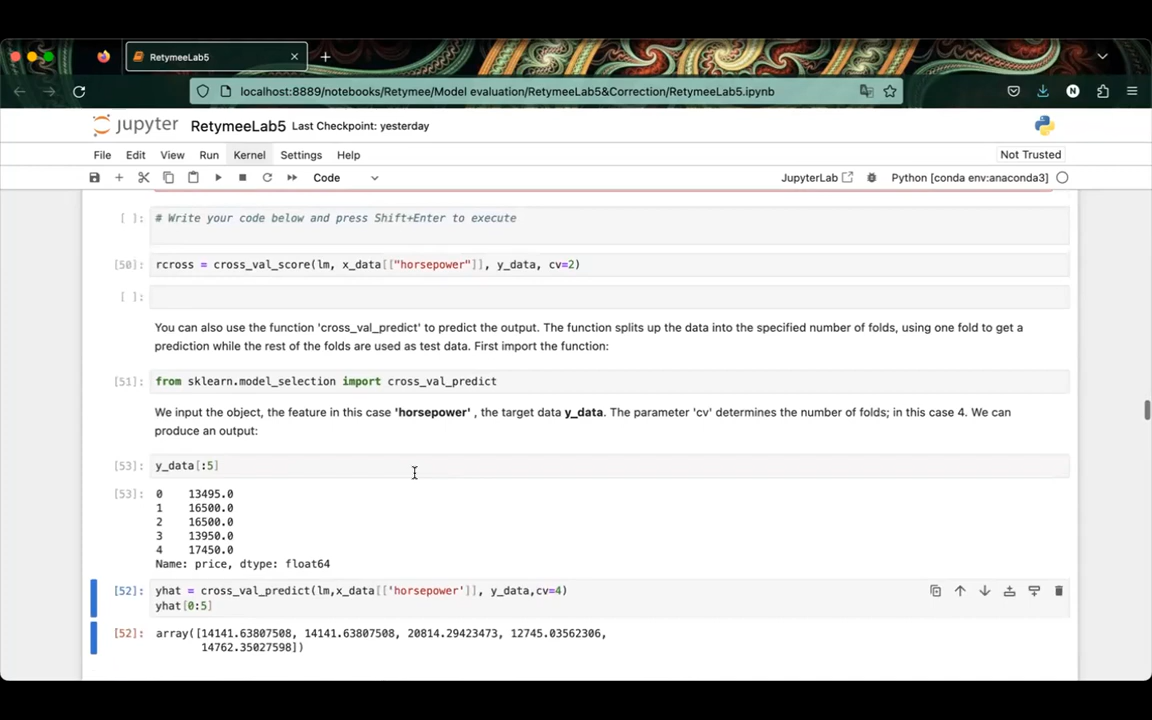 RetymeeLab5
localhost:8889/notebooks/Retymee/Model evaluation/RetymeeLab5&Correction/RetymeeLab5.ipynb
N
jupyter RetymeeLab5 Last Checkpoint: yesterday
File Edit View Run Kernel Settings Help Not Trusted
Code JupyterLab Python [conda env:anaconda3]
[ ]: # Write your code below and press Shift+Enter to execute
[50]: rcross = cross_val_score(lm, x_data[["horsepower"]], y_data, cv=2)
[ ]:
You can also use the function 'cross_val_predict' to predict the output. The function splits up the data into the specified number of folds, using one fold to get a
prediction while the rest of the folds are used as test data. First import the function:
[51]: from sklearn.model_selection import cross_val_predict
We input the object, the feature in this case 'horsepower' , the target data y_data. The parameter 'cv' determines the number of folds; in this case 4. We can
produce an output:
[53]: y_data[:5]
[53]: 0 13495.0
1 16500.0
2 16500.0
3 13950.0
4 17450.0
Name: price, dtype: float64
[52]: yhat = cross_val_predict(lm,x_data[['horsepower']], y_data,cv=4)
yhat[0:5]
[52]: array([14141.63807508, 14141.63807508, 20814.29423473, 12745.03562306,
14762.35027598])